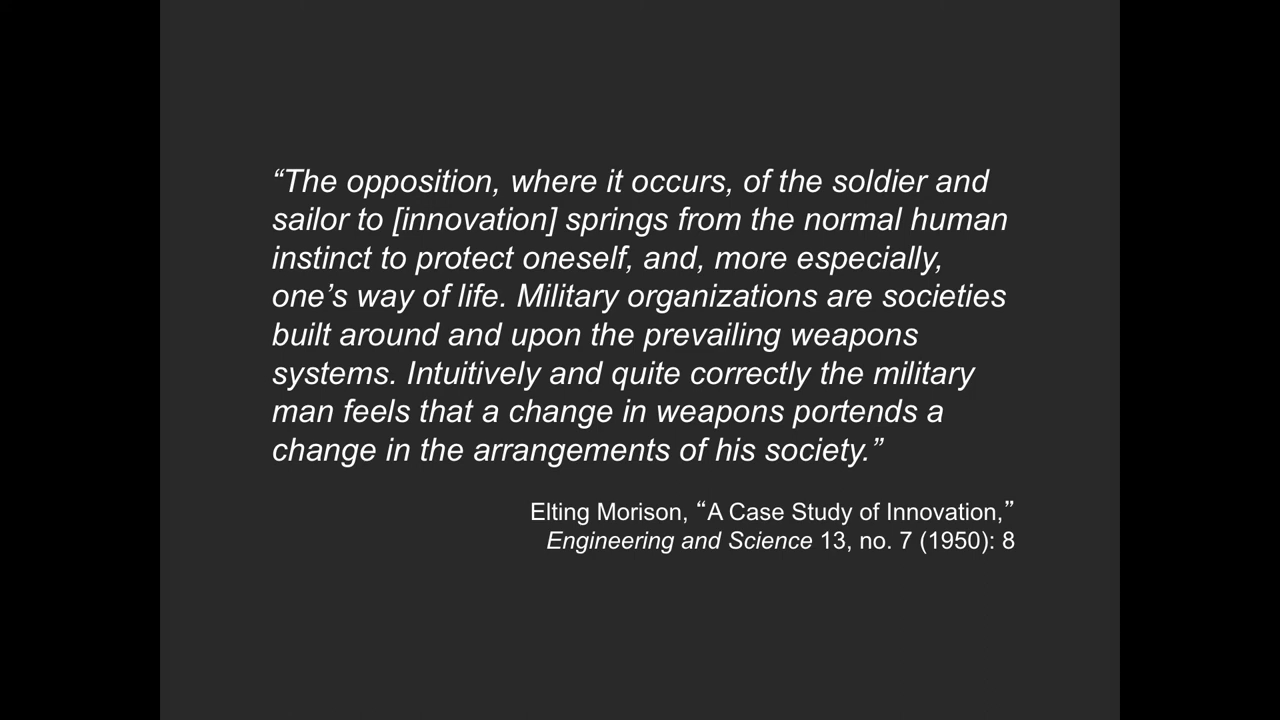 “The opposition, where it occurs, of the soldier and
sailor to [innovation] springs from the normal human
instinct to protect oneself, and, more especially,
one’s way of life. Military organizations are societies
built around and upon the prevailing weapons
systems. Intuitively and quite correctly the military
man feels that a change in weapons portends a
change in the arrangements of his society.”
Elting Morison, “A Case Study of Innovation,”
Engineering and Science 13, no. 7 (1950): 8